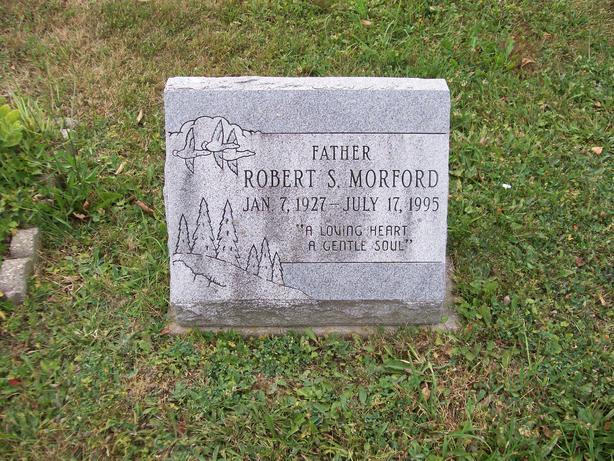 FATHER
ROBERT S. MORFORD
JAN. 7, 1927 – JULY 17, 1995
"A LOVING HEART
A GENTLE SOUL"